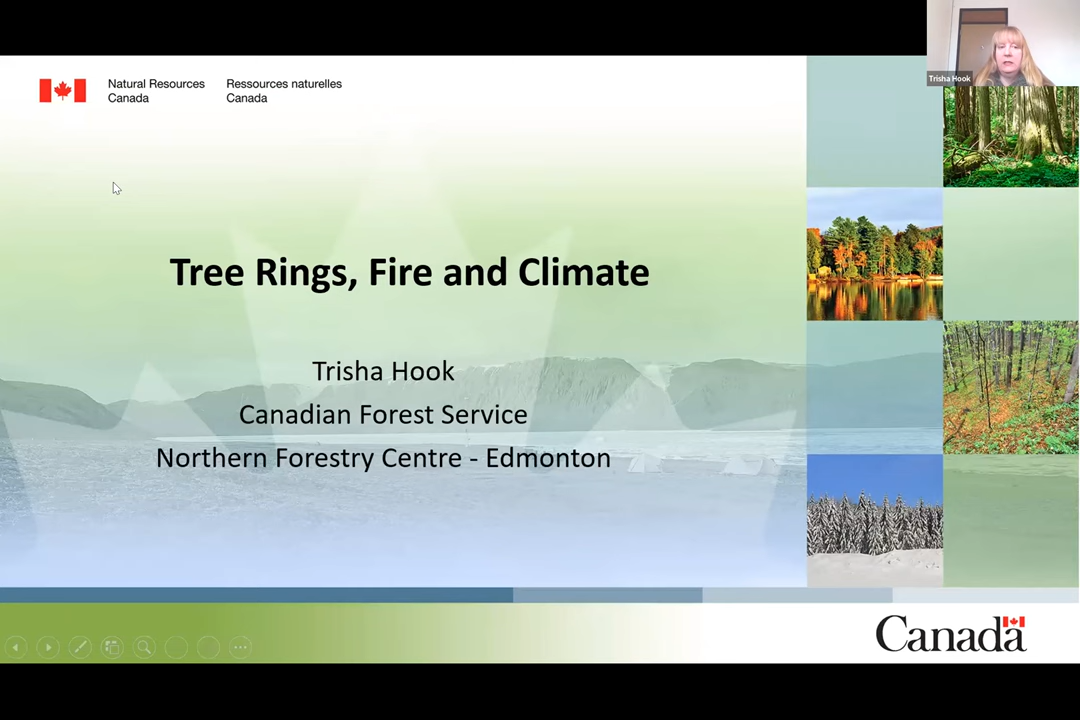 Trisha Hook
Natural Resources
Canada
Ressources naturelles
Canada
Tree Rings, Fire and Climate
Trisha Hook
Canadian Forest Service
Northern Forestry Centre - Edmonton
Canada